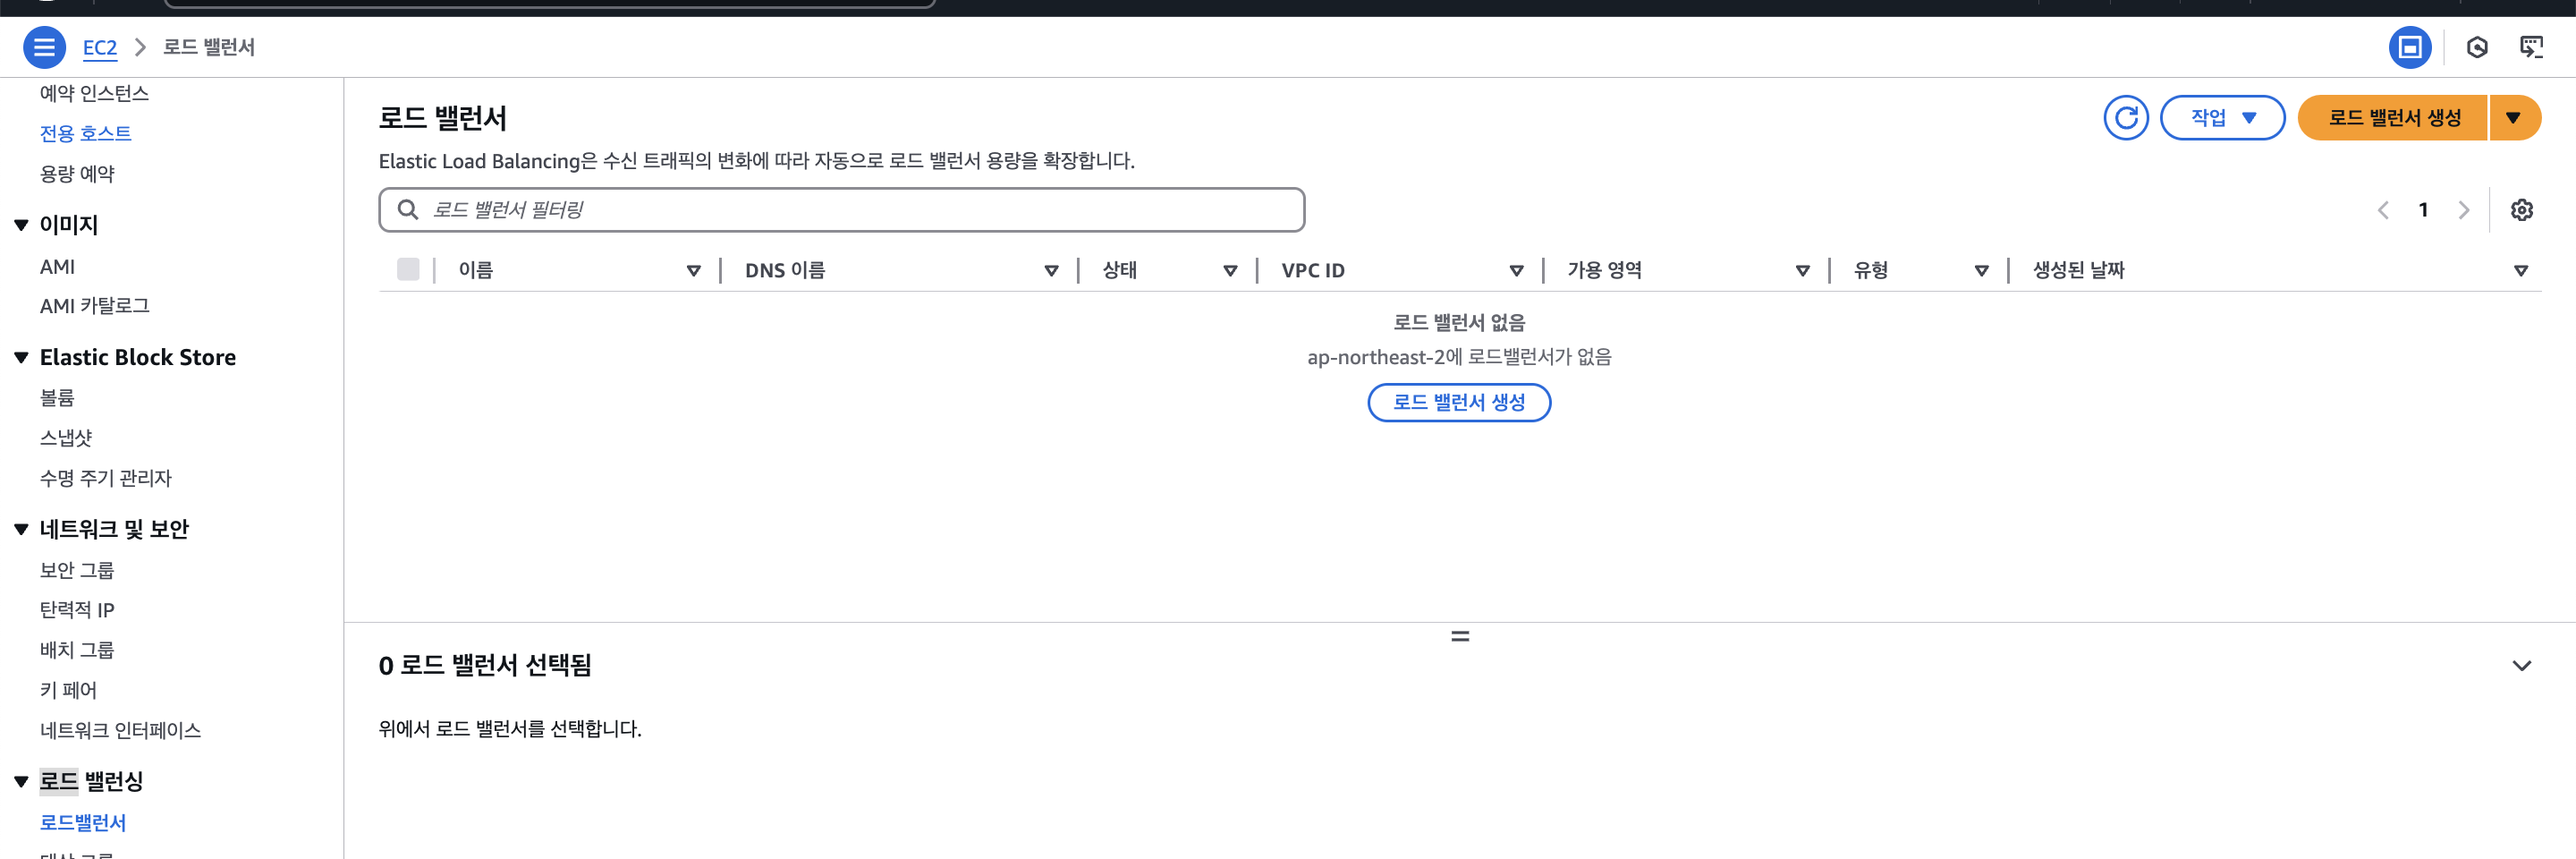 EC2 > 로드 밸런서
예약 인스턴스
전용 호스트
용량 예약
이미지
AMI
AMI 카탈로그
Elastic Block Store
볼륨
스냅샷
수명 주기 관리자
네트워크 및 보안
보안 그룹
탄력적 IP
배치 그룹
키 페어
네트워크 인터페이스
로드 밸런싱
로드밸런서
로드 밸런서
작업
로드 밸런서 생성
Elastic Load Balancing은 수신 트래픽의 변화에 따라 자동으로 로드 밸런서 용량을 확장합니다.
로드 밸런서 필터링
1
이름 DNS 이름 상태 VPC ID 가용 영역 유형 생성된 날짜
로드 밸런서 없음
ap-northeast-2에 로드밸런서가 없음
로드 밸런서 생성
0 로드 밸런서 선택됨
위에서 로드 밸런서를 선택합니다.